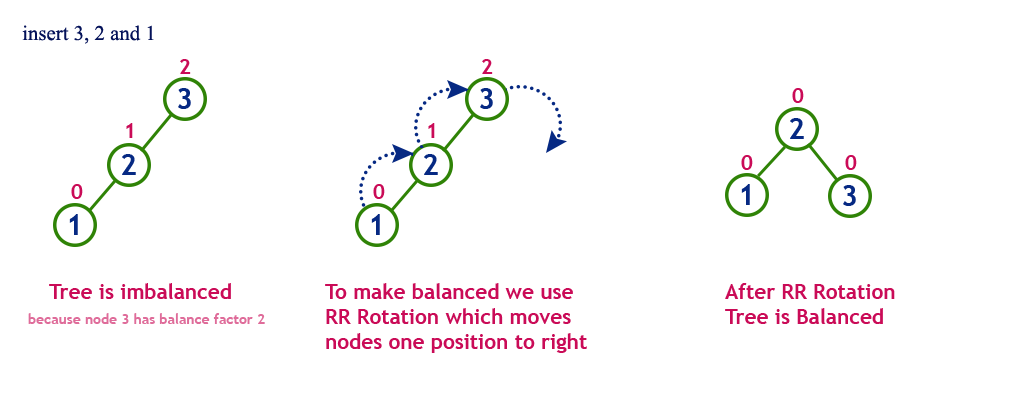 insert 3, 2 and 1
2
3
1
2
0
1
Tree is imbalanced
because node 3 has balance factor 2
2
3
1
2
0
1
To make balanced we use
RR Rotation which moves
nodes one position to right
0
2
0
0
1
3
After RR Rotation
Tree is Balanced